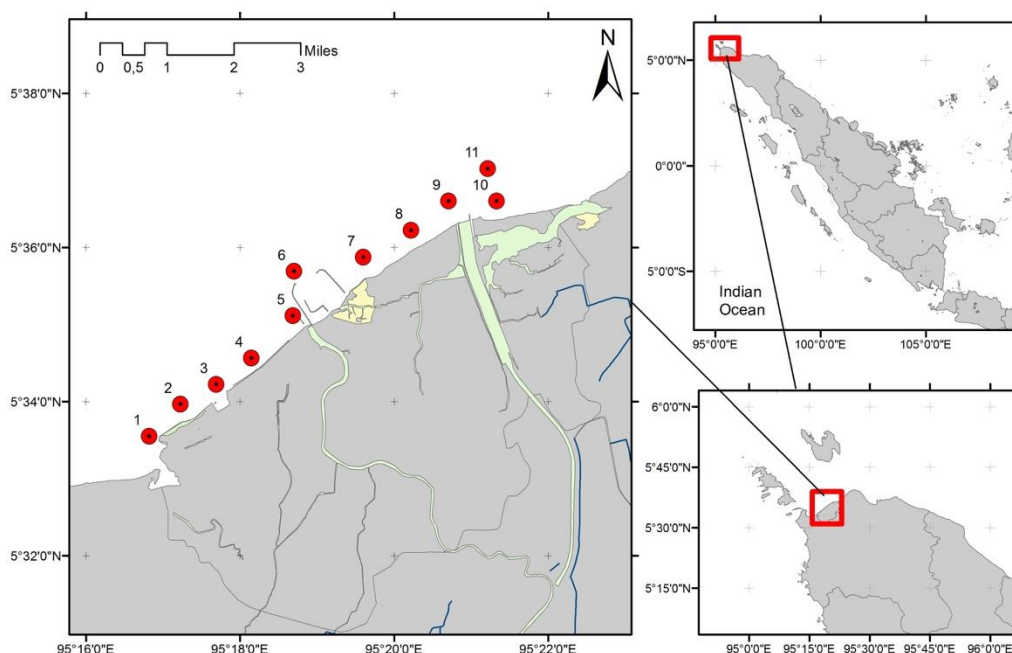 Miles
0 0,5 1 2 3
N
5°38'0"N
5°36'0"N
5°34'0"N
5°32'0"N
11
9
10
8
7
6
5
4
3
2
1
95°16'0"E 95°18'0"E 95°20'0"E 95°22'0"E
5°0'0"N
0°0'0"
5°0'0"S
Indian
Ocean
95°0'0"E 100°0'0"E 105°0'0"E
6°0'0"N
5°45'0"N
5°30'0"N
5°15'0"N
95°0'0"E 95°15'0"E 95°30'0"E 95°45'0"E 96°0'0"E